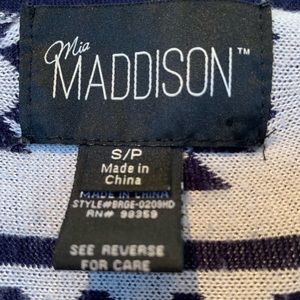 Mia
MADDISON™
S/P
Made in
China
MADE IN CHINA
STYLE#BRGE-0209HD
RN# 98359
SEE REVERSE
FOR CARE